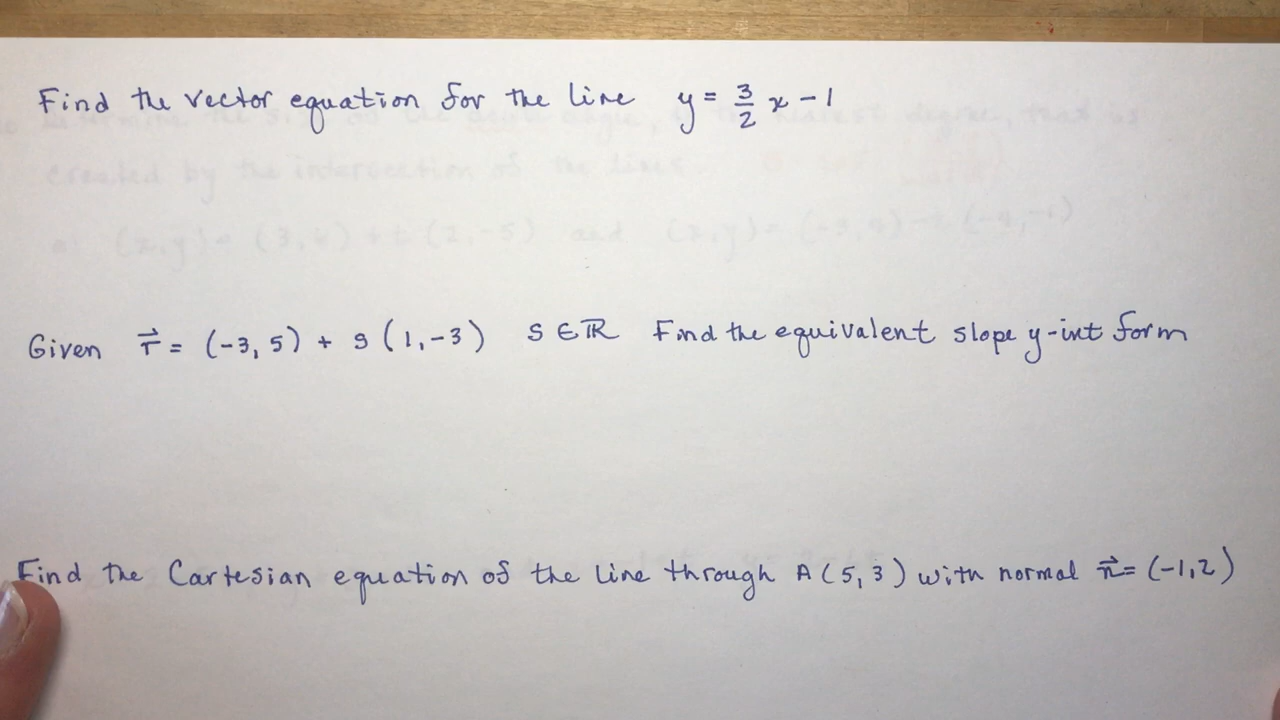 Find the vector equation for the line y = 3/2 x - 1
Given r⃗ = (-3, 5) + s (1, -3) s ∈ ℝ Find the equivalent slope y-int form
Find the Cartesian equation of the line through A (5, 3) with normal n⃗ = (-1, 2)